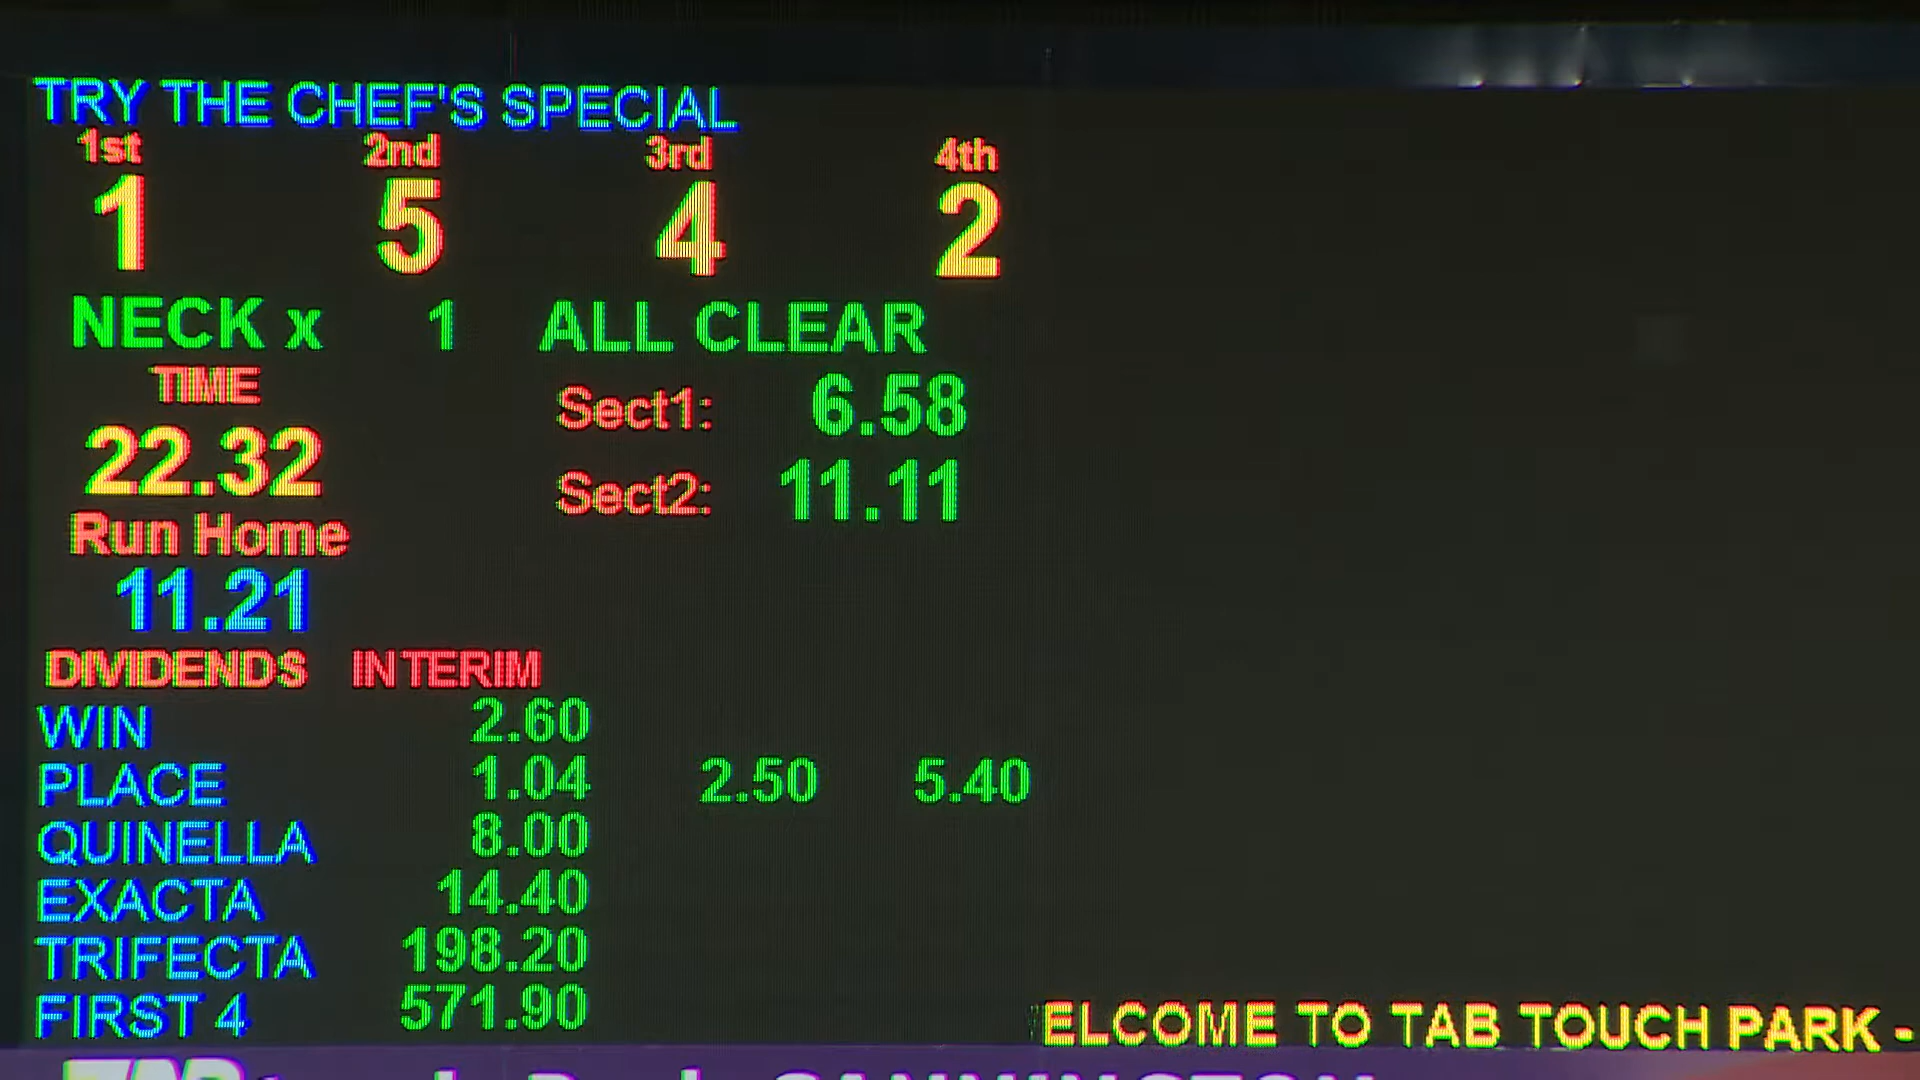 TRY THE CHEF'S SPECIAL
1st 2nd 3rd 4th
1 5 4 2
NECK x 1 ALL CLEAR
TIME
22.32
Sect1: 6.58
Sect2: 11.11
Run Home
11.21
DIVIDENDS INTERIM
WIN 2.60
PLACE 1.04 2.50 5.40
QUINELLA 8.00
EXACTA 14.40
TRIFECTA 198.20
FIRST 4 571.90
ELCOME TO TAB TOUCH PARK -
CANNINGTON